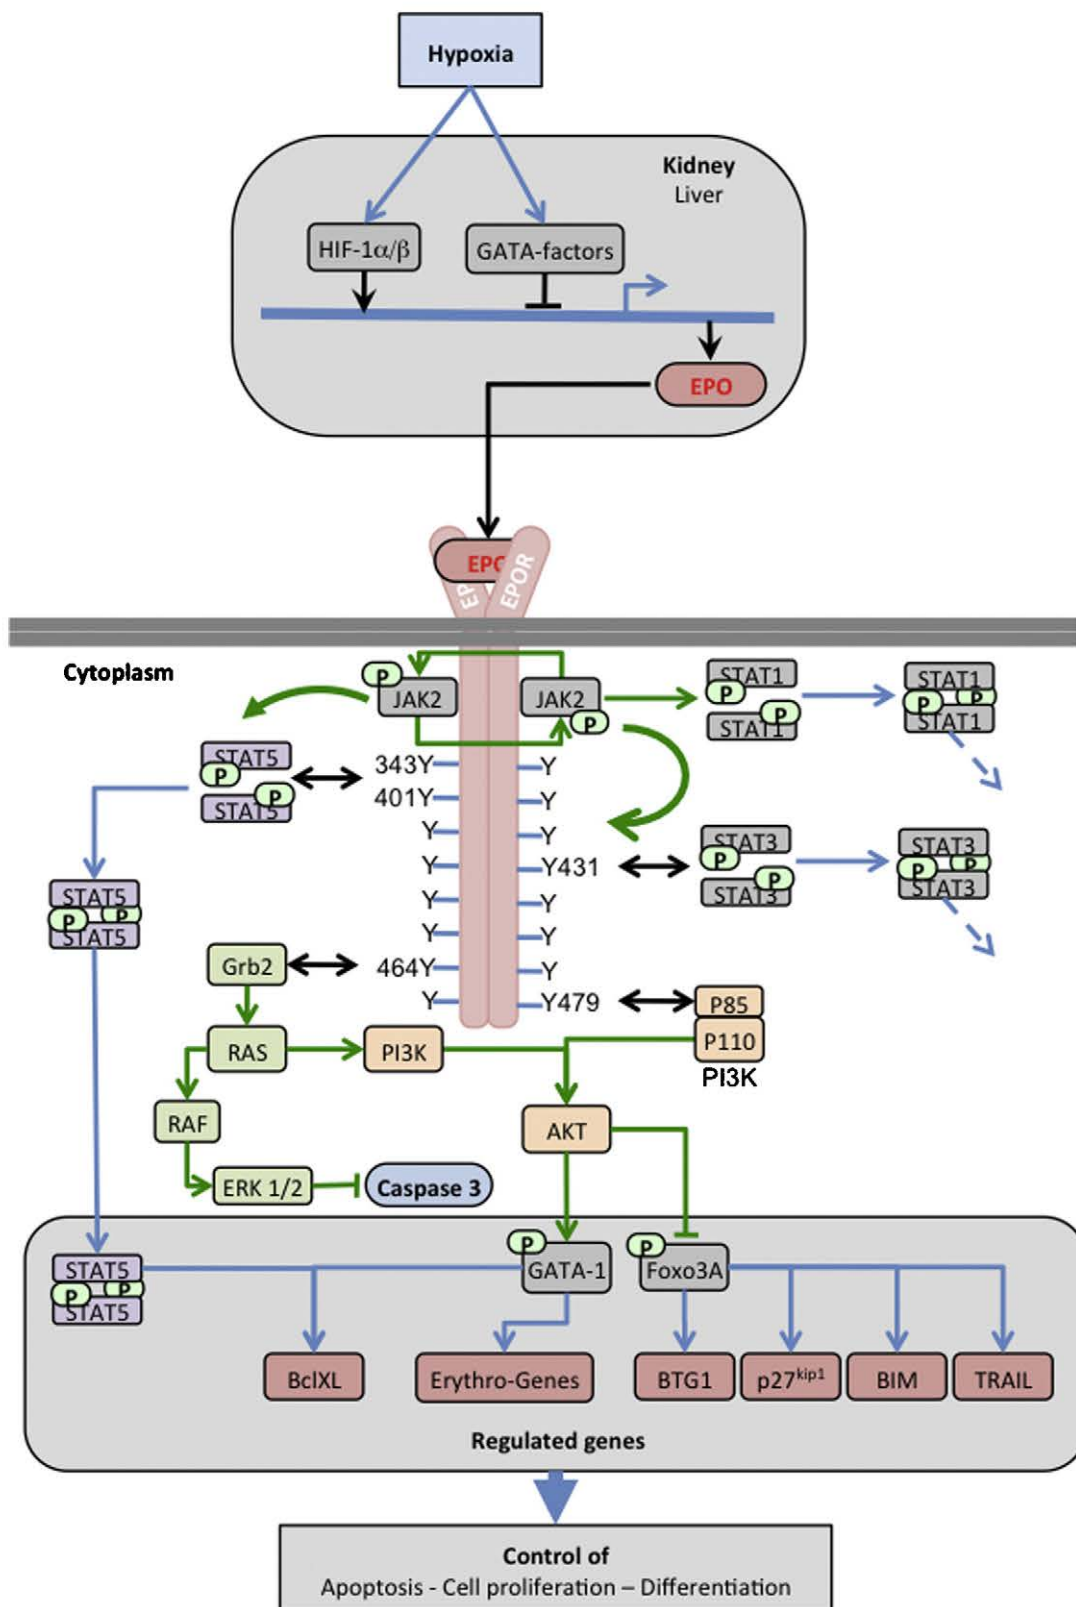 Hypoxia
Kidney
Liver
HIF-1α/β
GATA-factors
EPO
EPOR
Cytoplasm
P
JAK2
JAK2
P
STAT1
P
P
STAT1
STAT1
P
P
STAT1
STAT5
P
P
STAT5
343Y
Y
401Y
Y
Y
Y
Y
Y431
Y
Y
Y
Y
464Y
Y
Y
Y479
STAT3
P
P
STAT3
STAT3
P
P
STAT3
STAT5
P
P
STAT5
Grb2
P85
P110
PI3K
RAS
PI3K
RAF
AKT
ERK 1/2
Caspase 3
STAT5
P
P
STAT5
P
GATA-1
P
Foxo3A
BclXL
Erythro-Genes
BTG1
p27kip1
BIM
TRAIL
Regulated genes
Control of
Apoptosis - Cell proliferation – Differentiation